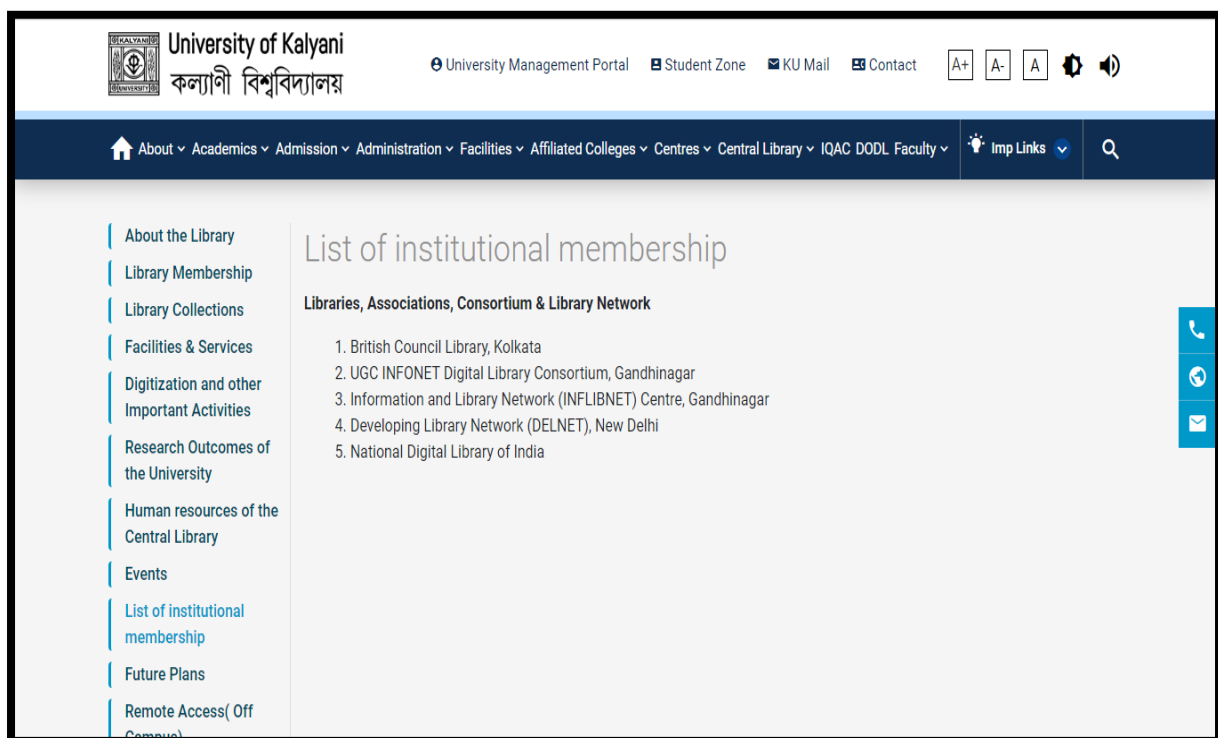 University of Kalyani
কল্যাণী বিশ্ববিদ্যালয়
KALYANI
UNIVERSITY
University Management Portal Student Zone KU Mail Contact A+ A- A
About Academics Admission Administration Facilities Affiliated Colleges Centres Central Library IQAC DODL Faculty Imp Links
About the Library
Library Membership
Library Collections
Facilities & Services
Digitization and other
Important Activities
Research Outcomes of
the University
Human resources of the
Central Library
Events
List of institutional
membership
Future Plans
Remote Access( Off
Campus)
List of institutional membership
Libraries, Associations, Consortium & Library Network
1. British Council Library, Kolkata
2. UGC INFONET Digital Library Consortium, Gandhinagar
3. Information and Library Network (INFLIBNET) Centre, Gandhinagar
4. Developing Library Network (DELNET), New Delhi
5. National Digital Library of India